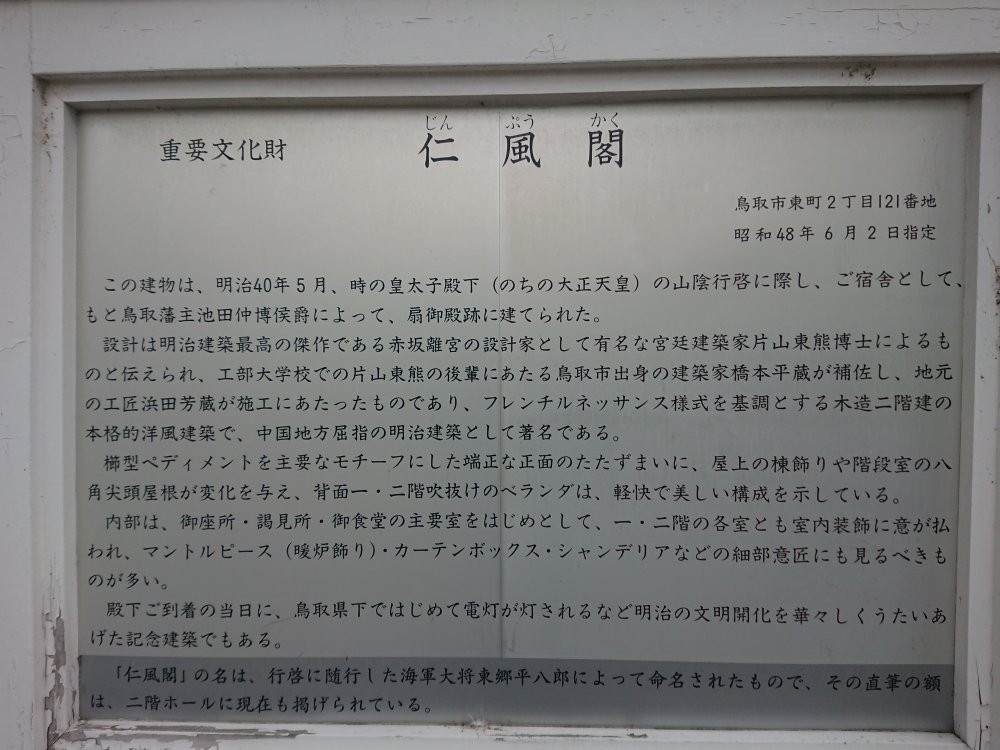 じん ぷう かく
重要文化財 仁風閣
鳥取市東町2丁目121番地
昭和48年6月2日指定
この建物は、明治40年5月、時の皇太子殿下（のちの大正天皇）の山陰行啓に際し、ご宿舎として、
もと鳥取藩主池田仲博侯爵によって、扇御殿跡に建てられた。
設計は明治建築最高の傑作である赤坂離宮の設計家として有名な宮廷建築家片山東熊博士によるも
のと伝えられ、工部大学校での片山東熊の後輩にあたる鳥取市出身の建築家橋本平蔵が補佐し、地元
の工匠浜田芳蔵が施工にあたったものであり、フレンチルネッサンス様式を基調とする木造二階建の
本格的洋風建築で、中国地方屈指の明治建築として著名である。
櫛型ペディメントを主要なモチーフにした端正な正面のたたずまいに、屋上の棟飾りや階段室の八
角尖頭屋根が変化を与え、背面一・二階吹抜けのベランダは、軽快で美しい構成を示している。
内部は、御座所・謁見所・御食堂の主要室をはじめとして、一・二階の各室とも室内装飾に意が払
われ、マントルピース（暖炉飾り）・カーテンボックス・シャンデリアなどの細部意匠にも見るべきも
のが多い。
殿下ご到着の当日に、鳥取県下ではじめて電灯が灯されるなど明治の文明開化を華々しくうたいあ
げた記念建築でもある。
「仁風閣」の名は、行啓に随行した海軍大将東郷平八郎によって命名されたもので、その直筆の額
は、二階ホールに現在も掲げられている。